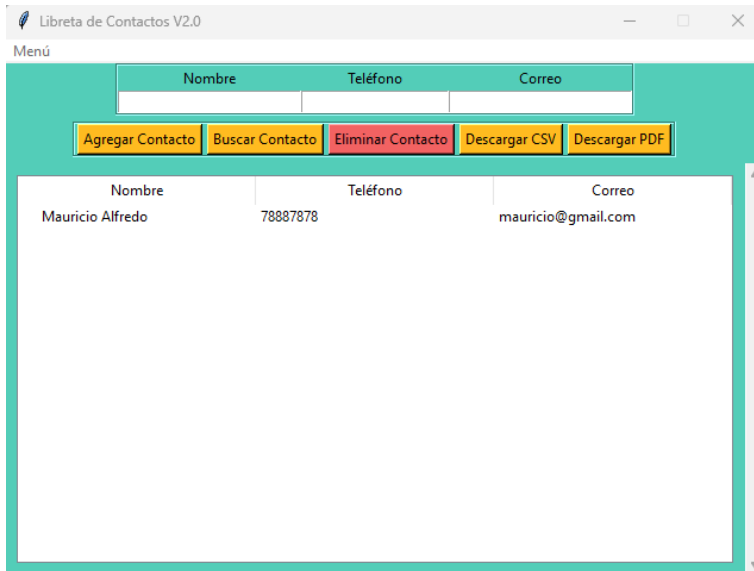 Libreta de Contactos V2.0
Menú
Nombre Teléfono Correo
Agregar Contacto Buscar Contacto Eliminar Contacto Descargar CSV Descargar PDF
Nombre Teléfono Correo
Mauricio Alfredo 78887878 mauricio@gmail.com